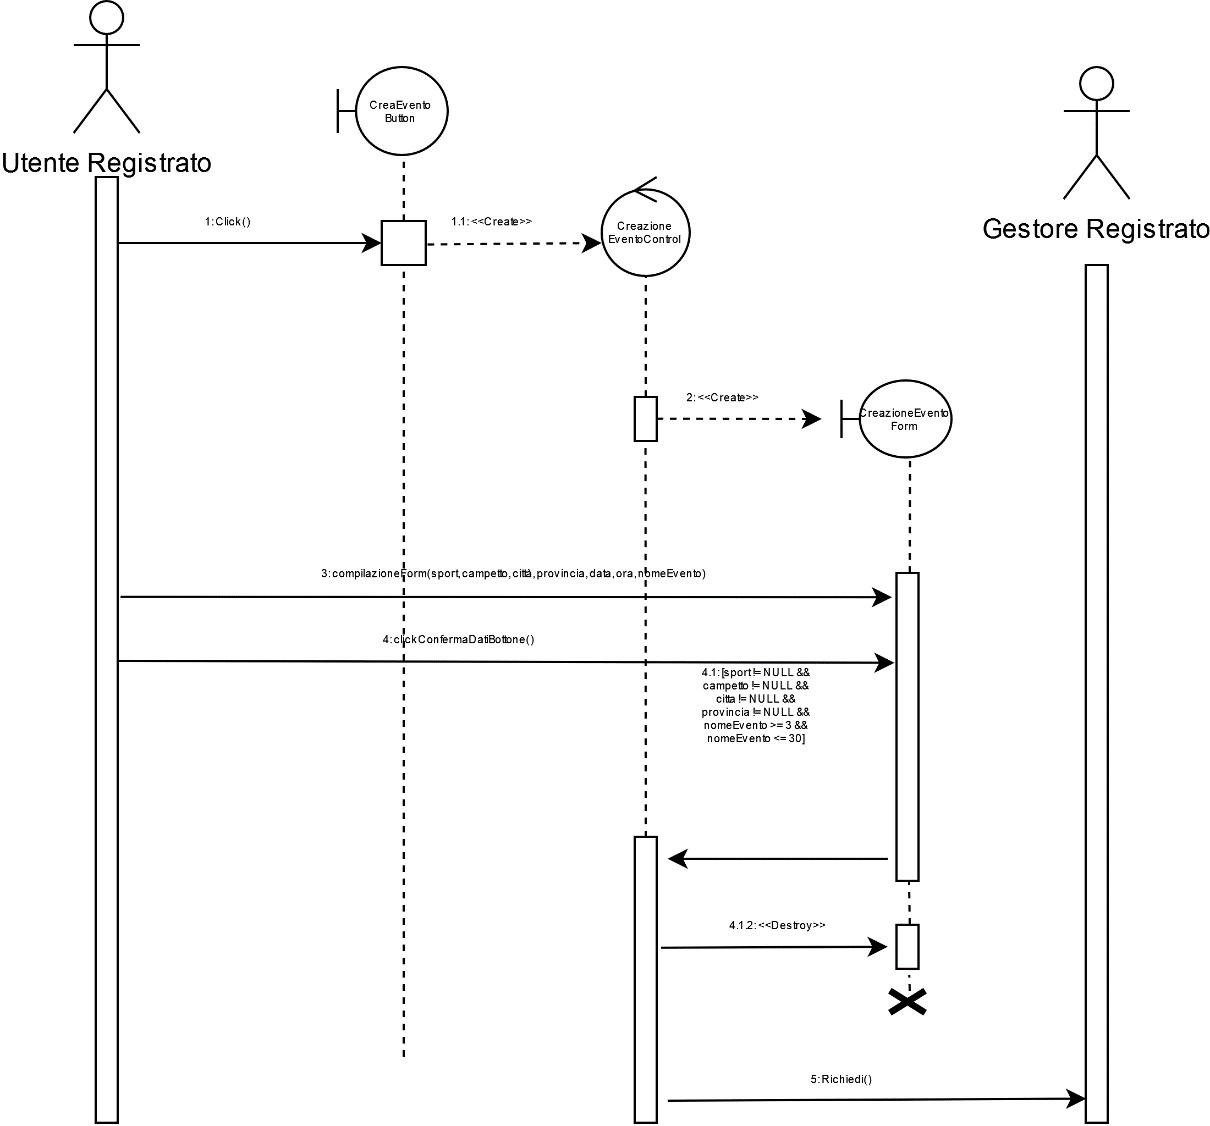 CreaEvento
Button
Utente Registrato
Gestore Registrato
1:Click()
1.1:<<Create>>
Creazione
EventoControl
2:<<Create>>
CreazioneEvento
Form
3:compilazioneForm(sport,campetto,città,provincia,data,ora,nomeEvento)
4:clickConfermaDatiBottone()
4.1:[sport != NULL &&
campetto != NULL &&
citta != NULL &&
provincia != NULL &&
nomeEvento >= 3 &&
nomeEvento <= 30]
4.1.2:<<Destroy>>
5:Richiedi()